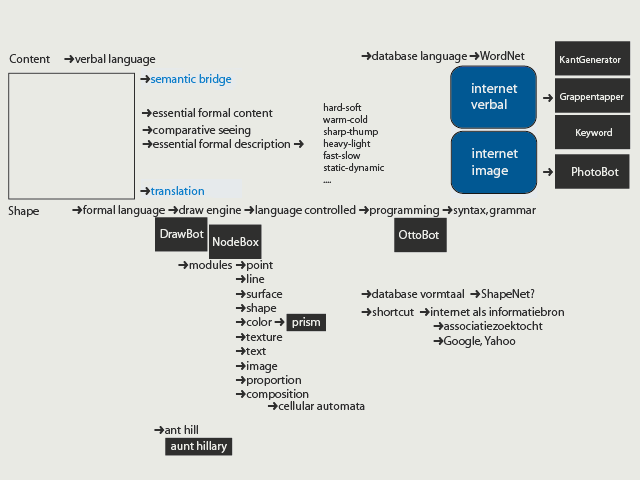 Content ➔verbal language
➔database language ➔WordNet
KantGenerator
➔semantic bridge
internet verbal
➔ Grappentapper
➔essential formal content
➔comparative seeing
➔essential formal description ➔
hard-soft
warm-cold
sharp-thump
heavy-light
fast-slow
static-dynamic
....
Keyword
internet image
➔ PhotoBot
➔translation
Shape ➔formal language ➔draw engine ➔language controlled ➔programming ➔syntax, grammar
DrawBot
NodeBox
OttoBot
➔modules ➔point
➔line
➔surface
➔shape
➔color ➔ prism
➔texture
➔text
➔image
➔proportion
➔composition
➔cellular automata
➔database vormtaal ➔ShapeNet?
➔shortcut ➔internet als informatiebron
➔associatiezoektocht
➔Google, Yahoo
➔ant hill
aunt hillary